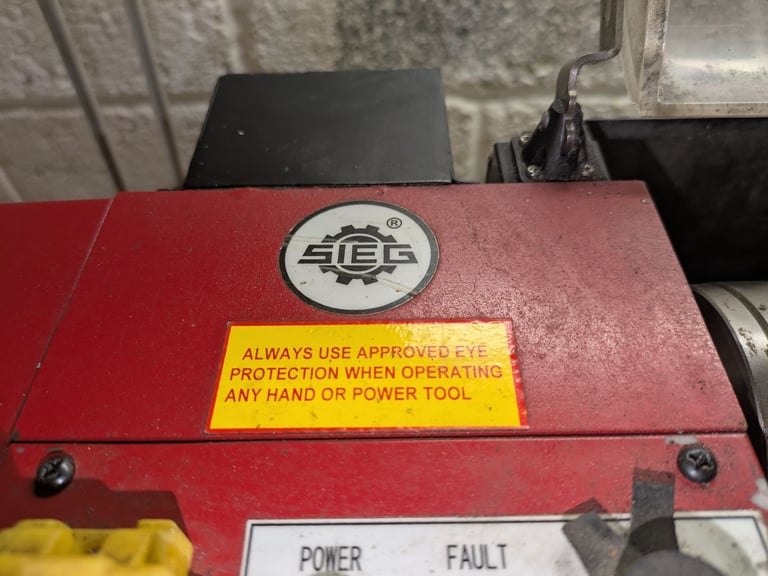 SIEG ®
ALWAYS USE APPROVED EYE
PROTECTION WHEN OPERATING
ANY HAND OR POWER TOOL
POWER FAULT